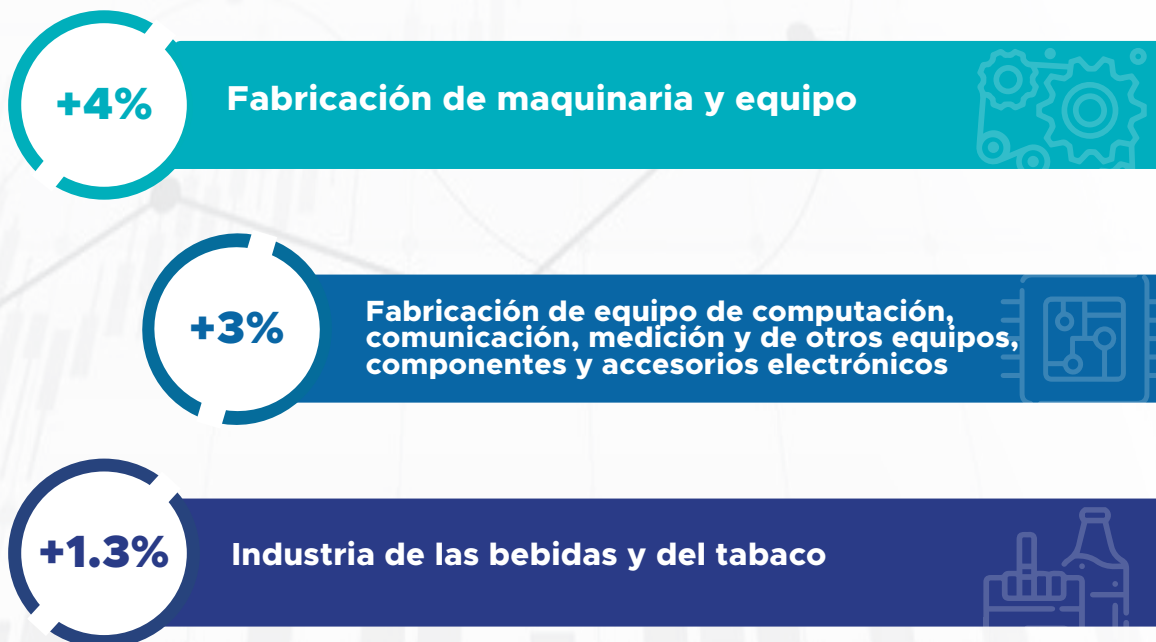 +4%
Fabricación de maquinaria y equipo
+3%
Fabricación de equipo de computación,
comunicación, medición y de otros equipos,
componentes y accesorios electrónicos
+1.3%
Industria de las bebidas y del tabaco